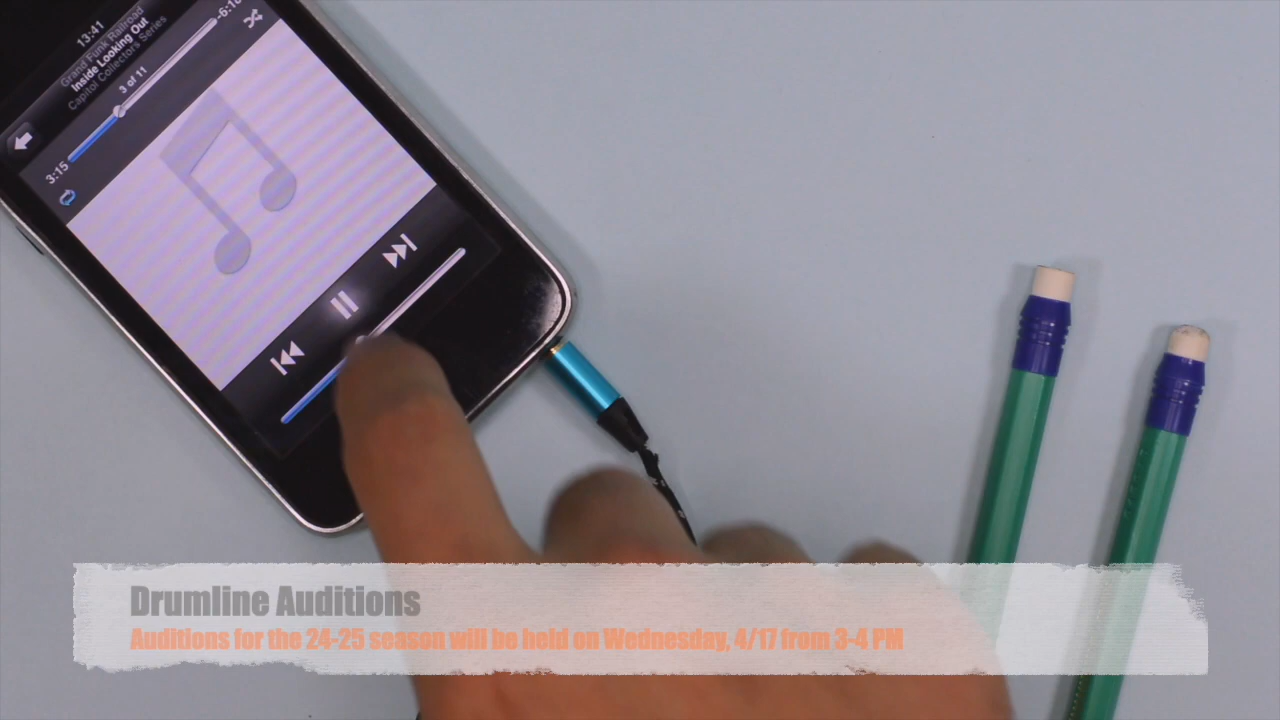 13:41
Grand Funk Railroad
Inside Looking Out
Capitol Collectors Series
3 of 11
3:15
Drumline Auditions
Auditions for the 24-25 season will be held on Wednesday, 4/17 from 3-4 PM